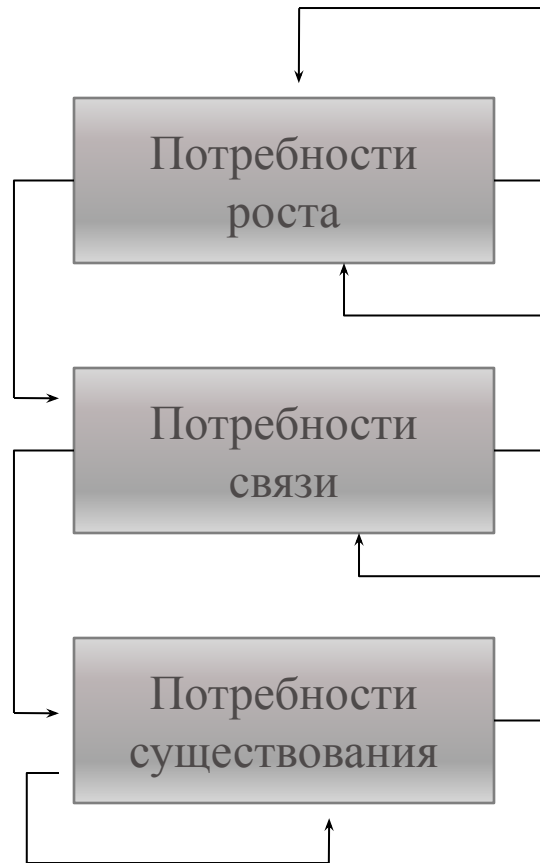 Потребности
роста
Потребности
связи
Потребности
существования